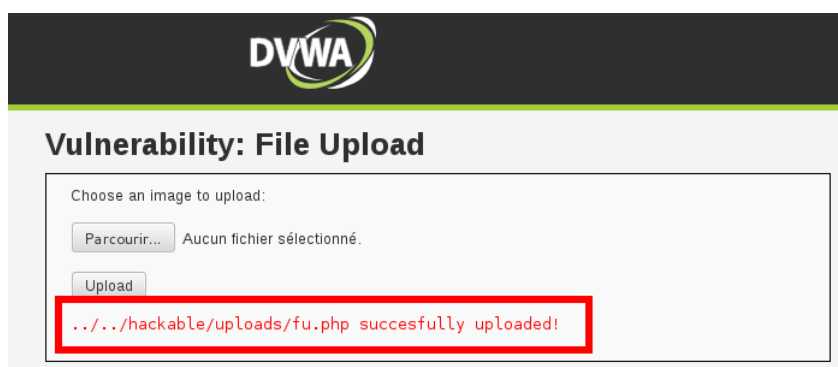 DVWA
Vulnerability: File Upload
Choose an image to upload:
Parcourir... Aucun fichier sélectionné.
Upload
../../hackable/uploads/fu.php succesfully uploaded!